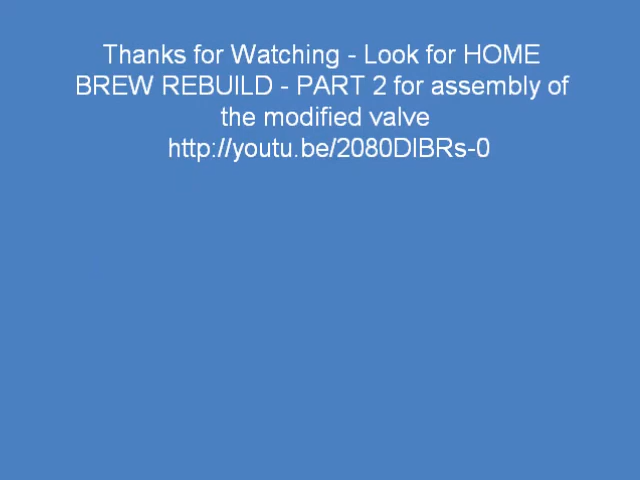 Thanks for Watching - Look for HOME
BREW REBUILD - PART 2 for assembly of
the modified valve
http://youtu.be/2080DlBRs-0